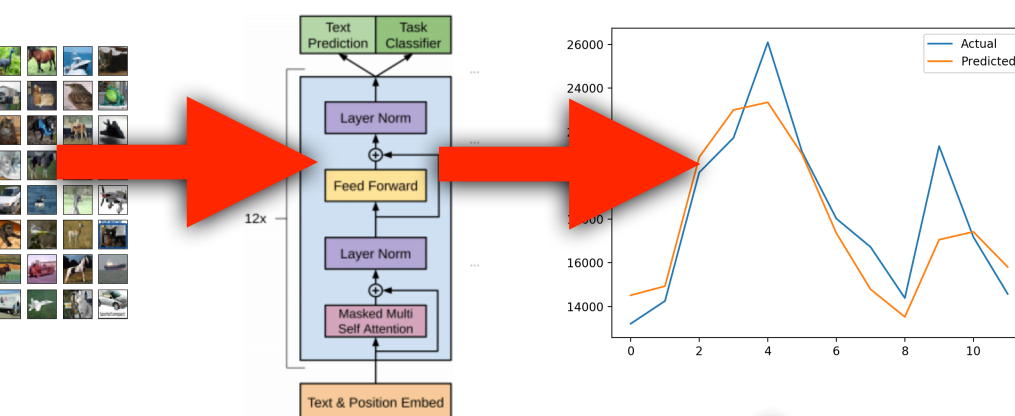 Text
Prediction
Task
Classifier
...
Layer Norm
...
Feed Forward
12x
Layer Norm
...
Masked Multi
Self Attention
Text & Position Embed
Actual
Predicted
26000
24000
16000
14000
0
2
4
6
8
10